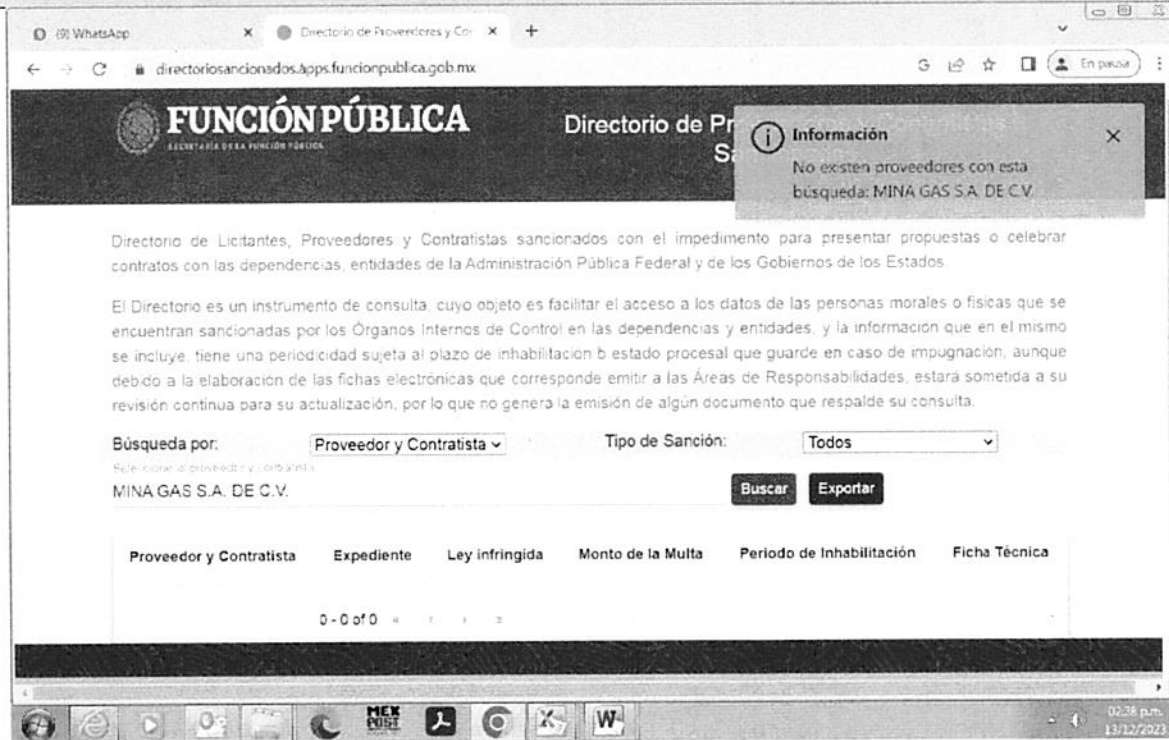 (9) WhatsApp
Directorio de Proveedores y Co
directoriosancionados.apps.funcionpublica.gob.mx
En pausa
FUNCIÓN PÚBLICA
SECRETARÍA DE LA FUNCIÓN PÚBLICA
Directorio de Pr
Sa
Información
No existen proveedores con esta
búsqueda: MINA GAS S.A. DE C.V.
Directorio de Licitantes, Proveedores y Contratistas sancionados con el impedimento para presentar propuestas o celebrar
contratos con las dependencias, entidades de la Administración Pública Federal y de los Gobiernos de los Estados.
El Directorio es un instrumento de consulta, cuyo objeto es facilitar el acceso a los datos de las personas morales o físicas que se
encuentran sancionadas por los Órganos Internos de Control en las dependencias y entidades, y la información que en el mismo
se incluye, tiene una periodicidad sujeta al plazo de inhabilitación o estado procesal que guarde en caso de impugnación, aunque
debido a la elaboración de las fichas electrónicas que corresponde emitir a las Áreas de Responsabilidades, estará sometida a su
revisión continua para su actualización, por lo que no genera la emisión de algún documento que respalde su consulta.
Búsqueda por: Proveedor y Contratista Tipo de Sanción: Todos
Seleccione al proveedor y contratista
MINA GAS S.A. DE C.V. Buscar Exportar
Proveedor y Contratista Expediente Ley infringida Monto de la Multa Periodo de Inhabilitación Ficha Técnica
0 - 0 of 0
MEX
POST
02:28 p.m.
13/12/2023